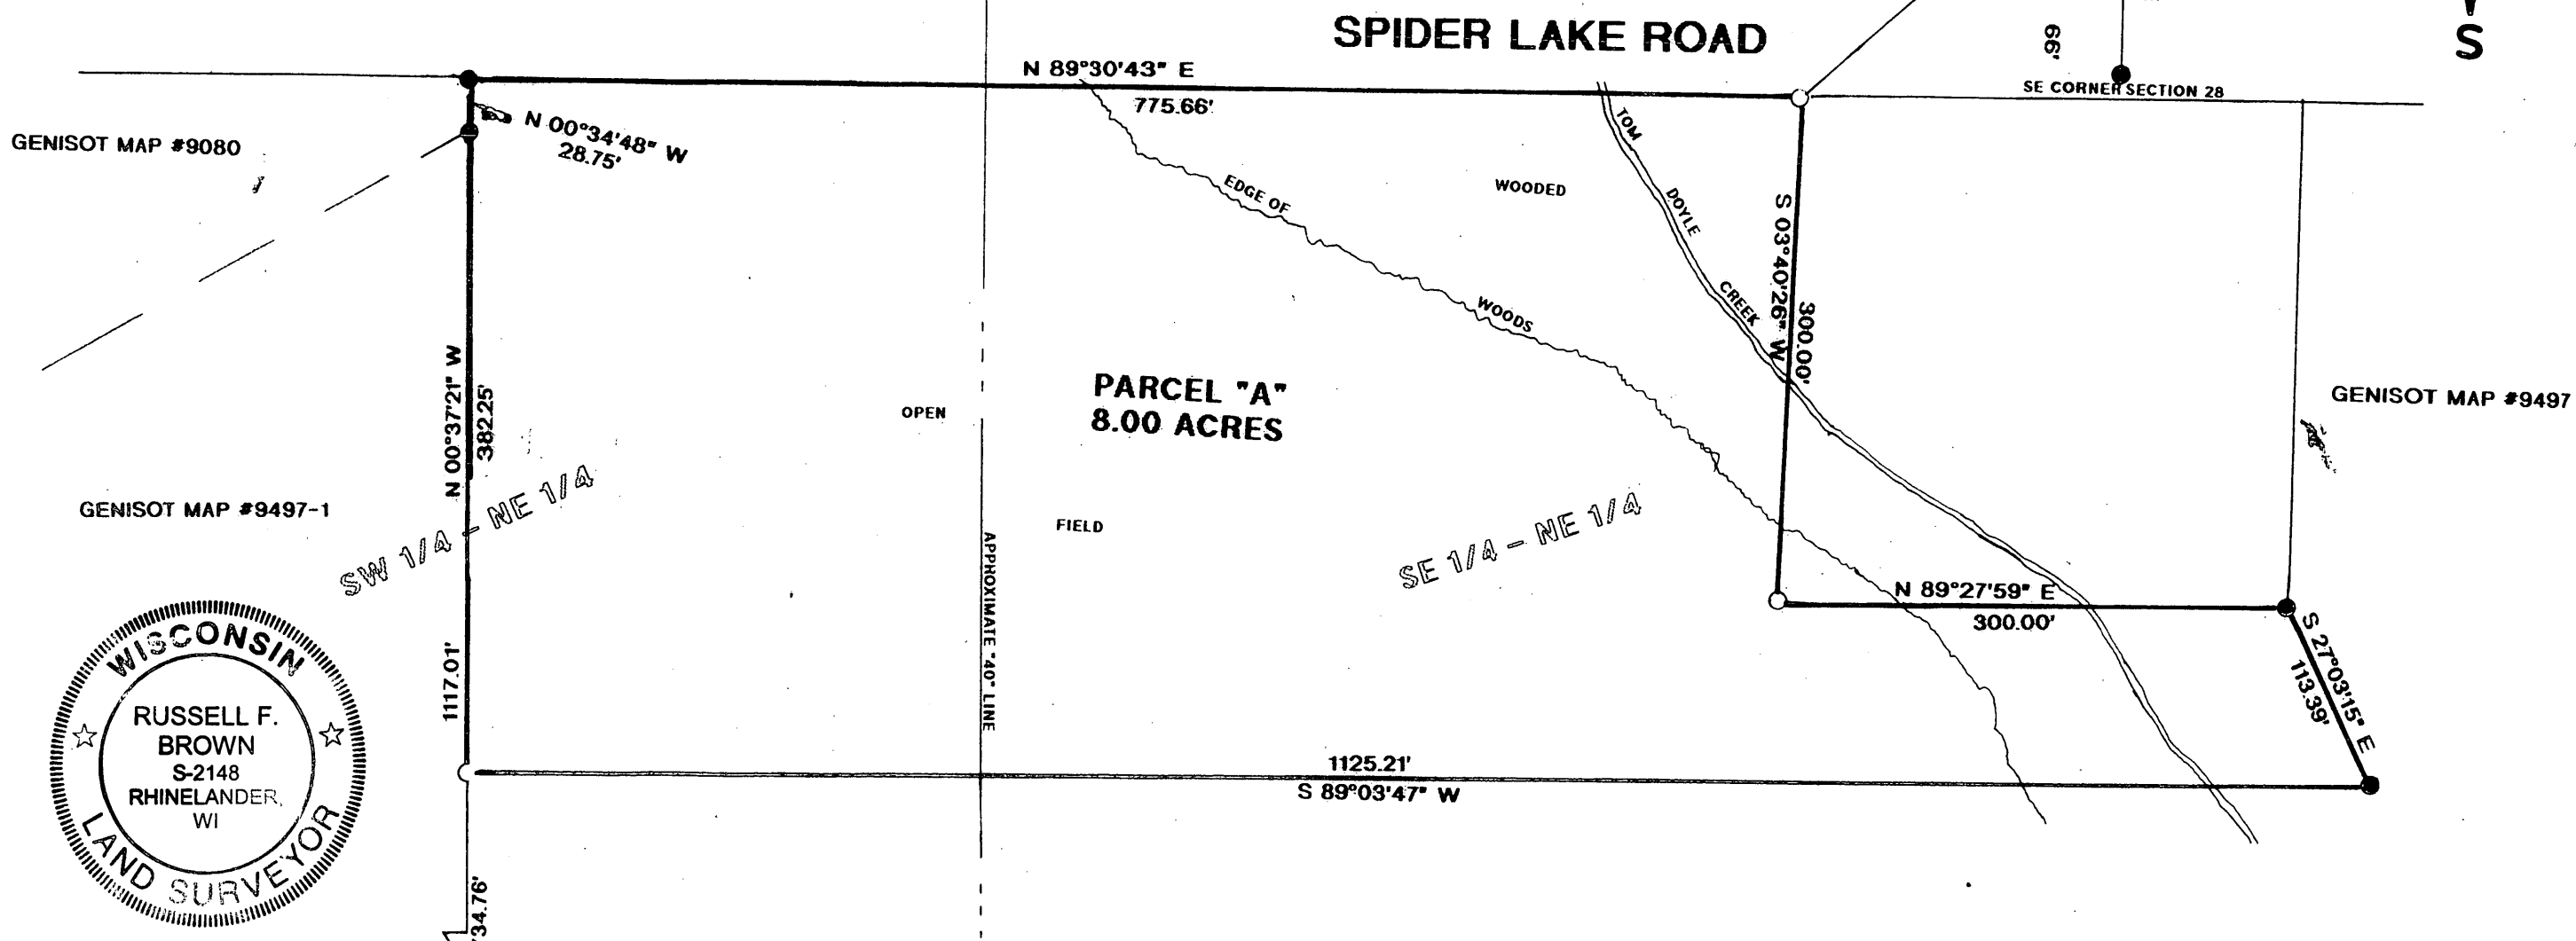 SPIDER LAKE ROAD
66'
S
N 89°30'43" E
775.66'
SE CORNER SECTION 28
GENISOT MAP #9080
N 00°34'48" W
28.75'
TOM
DOYLE
CREEK
EDGE OF
WOODS
WOODED
S 03°40'26" W
300.00'
N 00°37'21" W
382.25'
OPEN
PARCEL "A"
8.00 ACRES
GENISOT MAP #9497
GENISOT MAP #9497-1
SW 1/4 - NE 1/4
FIELD
SE 1/4 - NE 1/4
APPROXIMATE "40" LINE
N 89°27'59" E
300.00'
S 27°03'15" E
113.39'
1117.01'
1125.21'
S 89°03'47" W
WISCONSIN
RUSSELL F.
BROWN
S-2148
RHINELANDER,
WI
LAND SURVEYOR
34.76'